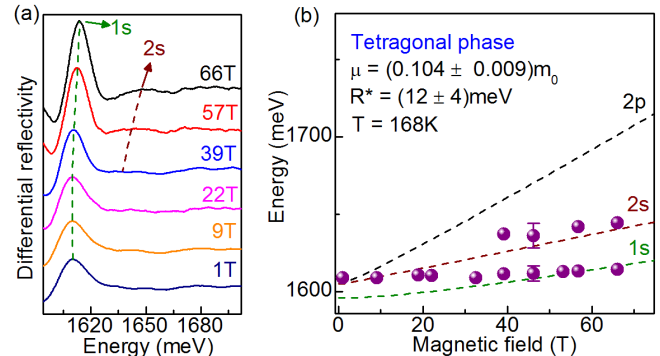 (a)
1s
2s
66T
57T
39T
22T
9T
1T
Differential reflectivity
1620
1650
1680
Energy (meV)
(b)
Tetragonal phase
μ = (0.104 ± 0.009)m₀
R* = (12 ± 4)meV
T = 168K
2p
2s
1s
1700
1600
Energy (meV)
0
20
40
60
Magnetic field (T)